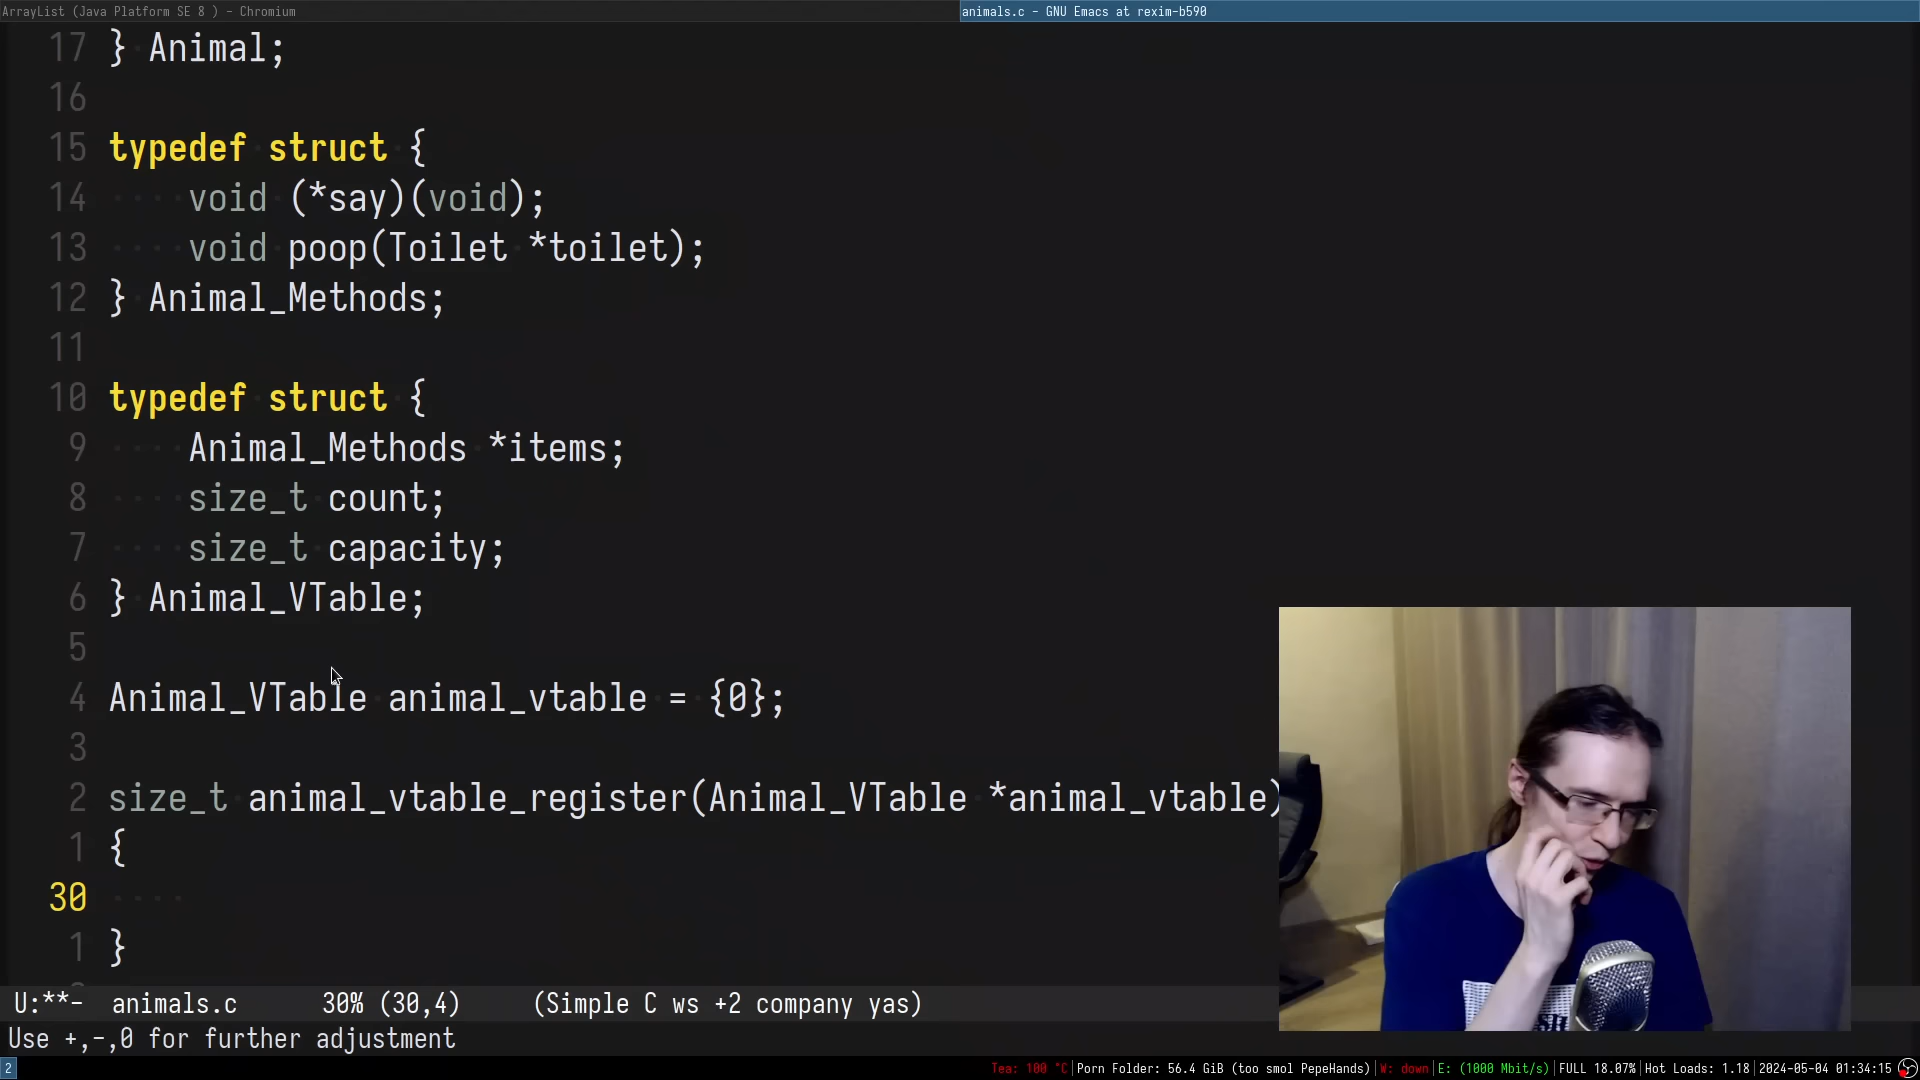 ArrayList (Java Platform SE 8 ) - Chromium
animals.c - GNU Emacs at rexim-b590
17 } Animal;
16
15 typedef struct {
14     void (*say)(void);
13     void poop(Toilet *toilet);
12 } Animal_Methods;
11
10 typedef struct {
9     Animal_Methods *items;
8     size_t count;
7     size_t capacity;
6 } Animal_VTable;
5
4 Animal_VTable animal_vtable = {0};
3
2 size_t animal_vtable_register(Animal_VTable *animal_vtable)
1 {
30
1 }
U:**-  animals.c      30% (30,4)     (Simple C ws +2 company yas)
Use +,-,0 for further adjustment
2
Tea: 100 °C|Porn Folder: 56.4 GiB (too smol PepeHands)|W: down|E: (1000 Mbit/s)|FULL 18.07%|Hot Loads: 1.18|2024-05-04 01:34:15